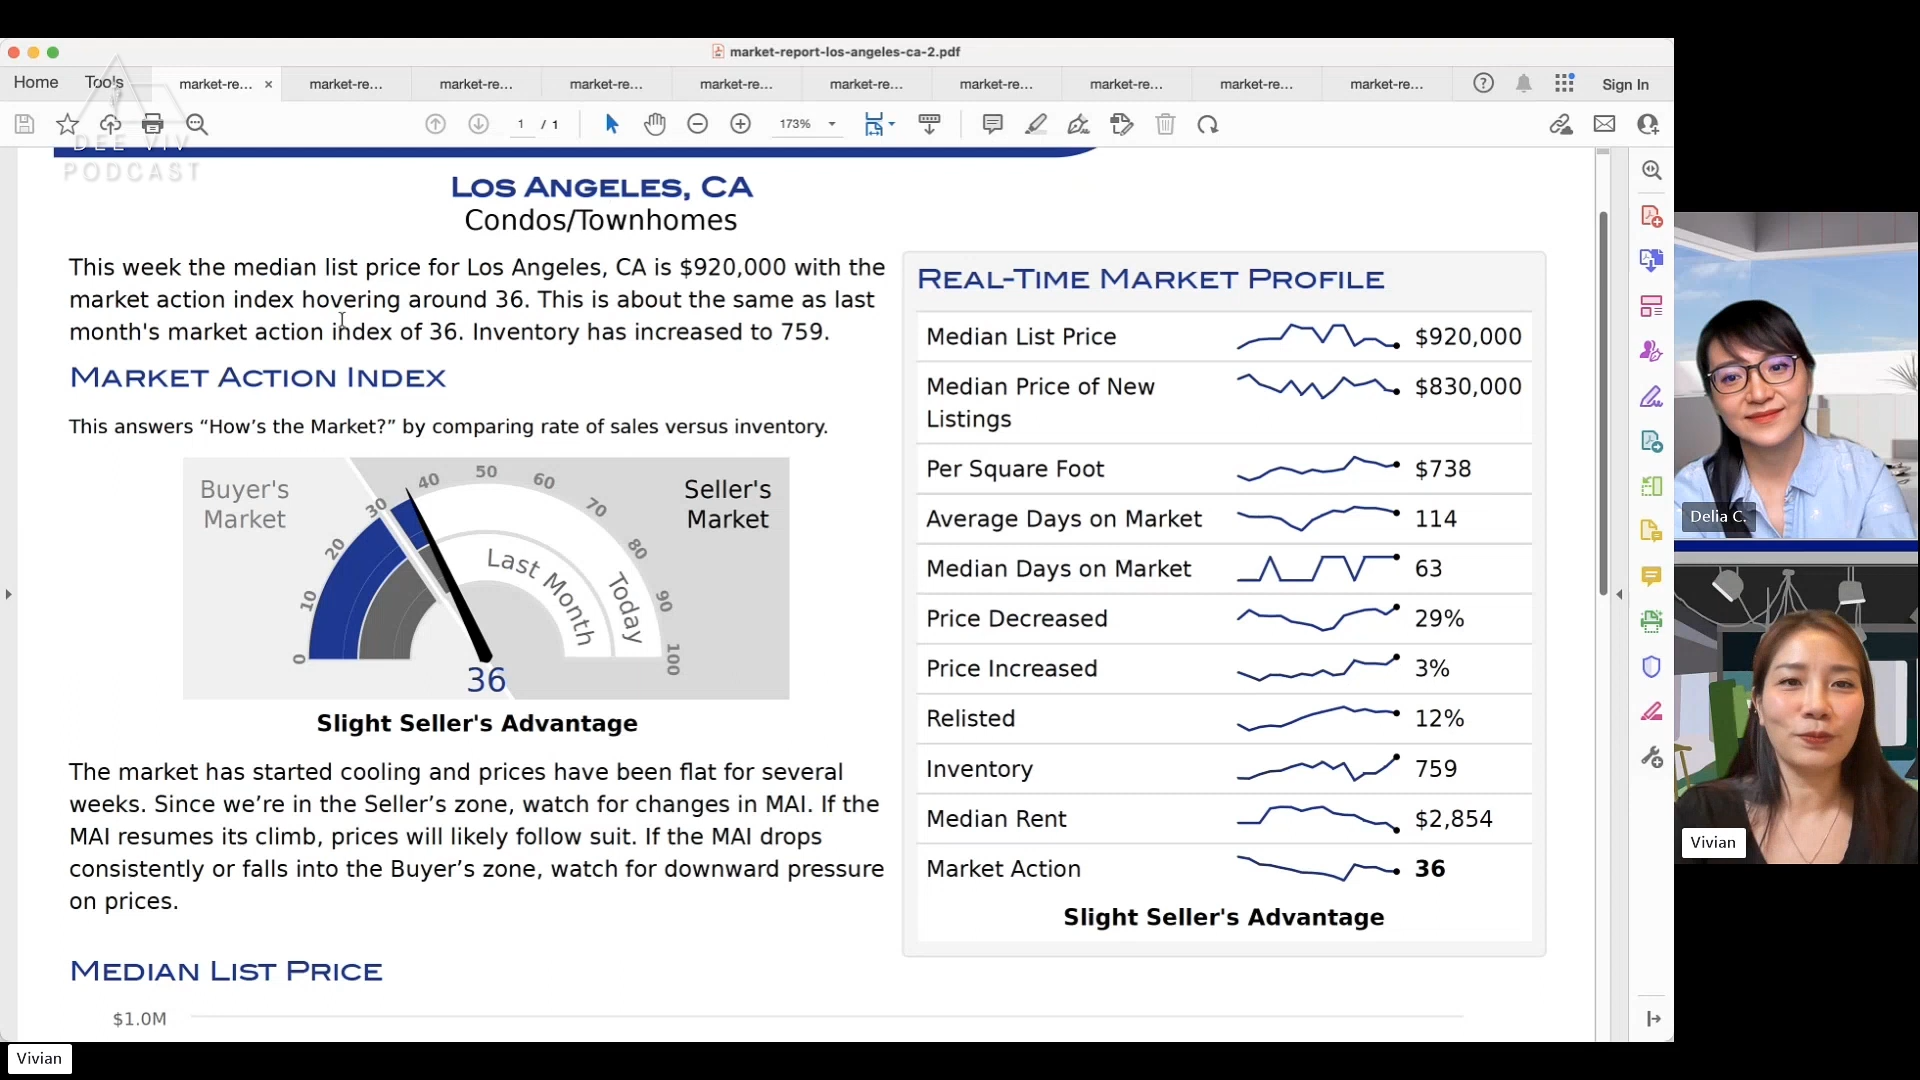 market-report-los-angeles-ca-2.pdf
Home
Tools
market-re... ×
market-re...
market-re...
market-re...
market-re...
market-re...
market-re...
market-re...
market-re...
market-re...
Sign In
1 / 1
173%
DEE VIV
PODCAST
LOS ANGELES, CA
Condos/Townhomes
This week the median list price for Los Angeles, CA is $920,000 with the
market action index hovering around 36. This is about the same as last
month's market action index of 36. Inventory has increased to 759.
MARKET ACTION INDEX
This answers “How’s the Market?” by comparing rate of sales versus inventory.
Buyer's
Market
Seller's
Market
0
10
20
30
40
50
60
70
80
90
100
Last Month
Today
36
Slight Seller's Advantage
The market has started cooling and prices have been flat for several
weeks. Since we’re in the Seller’s zone, watch for changes in MAI. If the
MAI resumes its climb, prices will likely follow suit. If the MAI drops
consistently or falls into the Buyer’s zone, watch for downward pressure
on prices.
MEDIAN LIST PRICE
$1.0M
REAL-TIME MARKET PROFILE
Median List Price $920,000
Median Price of New
Listings
$830,000
Per Square Foot $738
Average Days on Market 114
Median Days on Market 63
Price Decreased 29%
Price Increased 3%
Relisted 12%
Inventory 759
Median Rent $2,854
Market Action 36
Slight Seller's Advantage
Delia C.
Vivian
Vivian